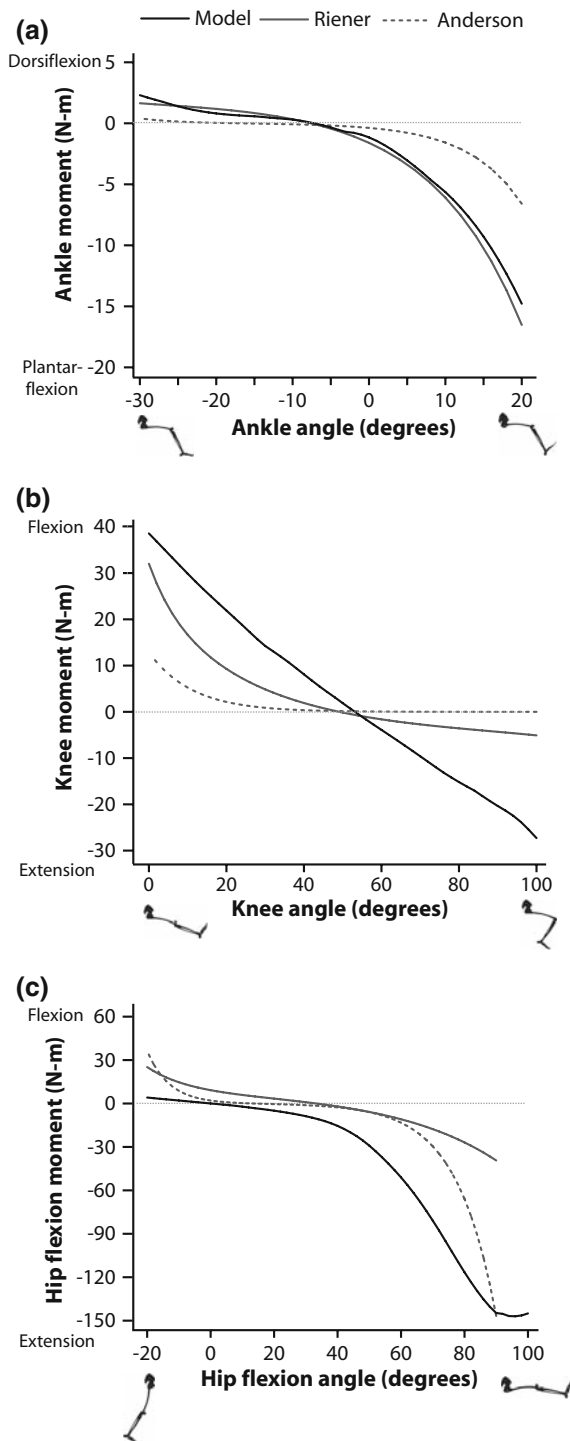 (a) Model Riener Anderson
Dorsiflexion
5
0
-5
-10
-15
-20
Ankle moment (N-m)
Plantar-
flexion
-30 -20 -10 0 10 20
Ankle angle (degrees)
(b)
Flexion
40
30
20
10
0
-10
-20
-30
Knee moment (N-m)
Extension
0 20 40 60 80 100
Knee angle (degrees)
(c)
Flexion
60
30
0
-30
-60
-90
-120
-150
Hip flexion moment (N-m)
Extension
-20 0 20 40 60 80 100
Hip flexion angle (degrees)